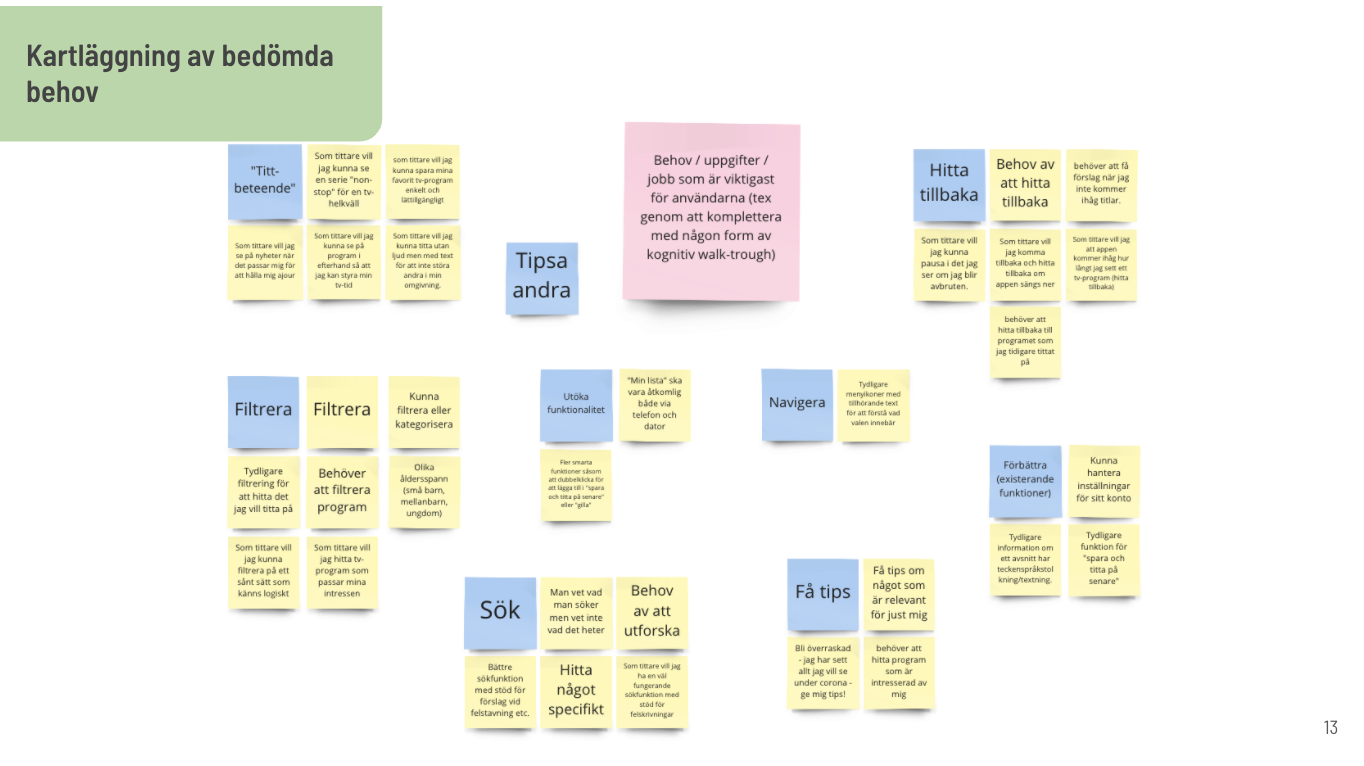 Kartläggning av bedömda
behov
"Titt-
beteende"
Som tittare vill
jag kunna se
en serie "non-
stop" för en tv-
helkväll
som tittare vill jag
kunna spara mina
favorit tv-program
enkelt och
lättillgängligt
Som tittare vill jag
se på nyheter när
det passar mig för
att hålla mig ajour
Som tittare vill jag
kunna se på
program i
efterhand så att
jag kan styra min
tv-tid
Som tittare vill jag
kunna titta utan
ljud men med text
för att inte störa
andra i min
omgivning.
Tipsa
andra
Behov / uppgifter /
jobb som är viktigast
för användarna (tex
genom att komplettera
med någon form av
kognitiv walk-trough)
Hitta
tillbaka
Behov av
att hitta
tillbaka
behöver att få
förslag när jag
inte kommer
ihåg titlar.
Som tittare vill
jag kunna
pausa i det jag
ser om jag blir
avbruten.
Som tittare vill
jag komma
tillbaka och hitta
tillbaka om
appen sängs ner
Som tittare vill jag
att appen
kommer ihåg hur
långt jag sett ett
tv-program (hitta
tillbaka)
behöver att
hitta tillbaka till
programet som
jag tidigare tittat
på
Filtrera
Filtrera
Kunna
filtrera eller
kategorisera
Tydligare
filtrering för
att hitta det
jag vill titta på
Behöver
att filtrera
program
Olika
åldersspann
(små barn,
mellanbarn,
ungdom)
Som tittare vill
jag kunna
filtrera på ett
sånt sätt som
känns logiskt
Som tittare vill
jag hitta tv-
program som
passar mina
intressen
Utöka
funktionalitet
"Min lista" ska
vara åtkomlig
både via
telefon och
dator
Fler smarta
funktioner såsom
att dubbelklicka för
att lägga till i "spara
och titta på senare"
eller "gilla"
Navigera
Tydligare
menyikoner med
tillhörande text
för att förstå vad
valen innebär
Förbättra
(existerande
funktioner)
Kunna
hantera
inställningar
för sitt konto
Tydligare
information om
ett avsnitt har
teckenspråkstol
kning/textning.
Tydligare
funktion för
"spara och
titta på
senare"
Sök
Man vet vad
man söker
men vet inte
vad det heter
Behov
av att
utforska
Bättre
sökfunktion
med stöd för
förslag vid
felstavning etc.
Hitta
något
specifikt
Som tittare vill jag
ha en väl
fungerande
sökfunktion med
stöd för
felskrivningar
Få tips
Få tips om
något som
är relevant
för just mig
Bli överraskad
- jag har sett
allt jag vill se
under corona -
ge mig tips!
behöver att
hitta program
som är
intresserad av
mig
13